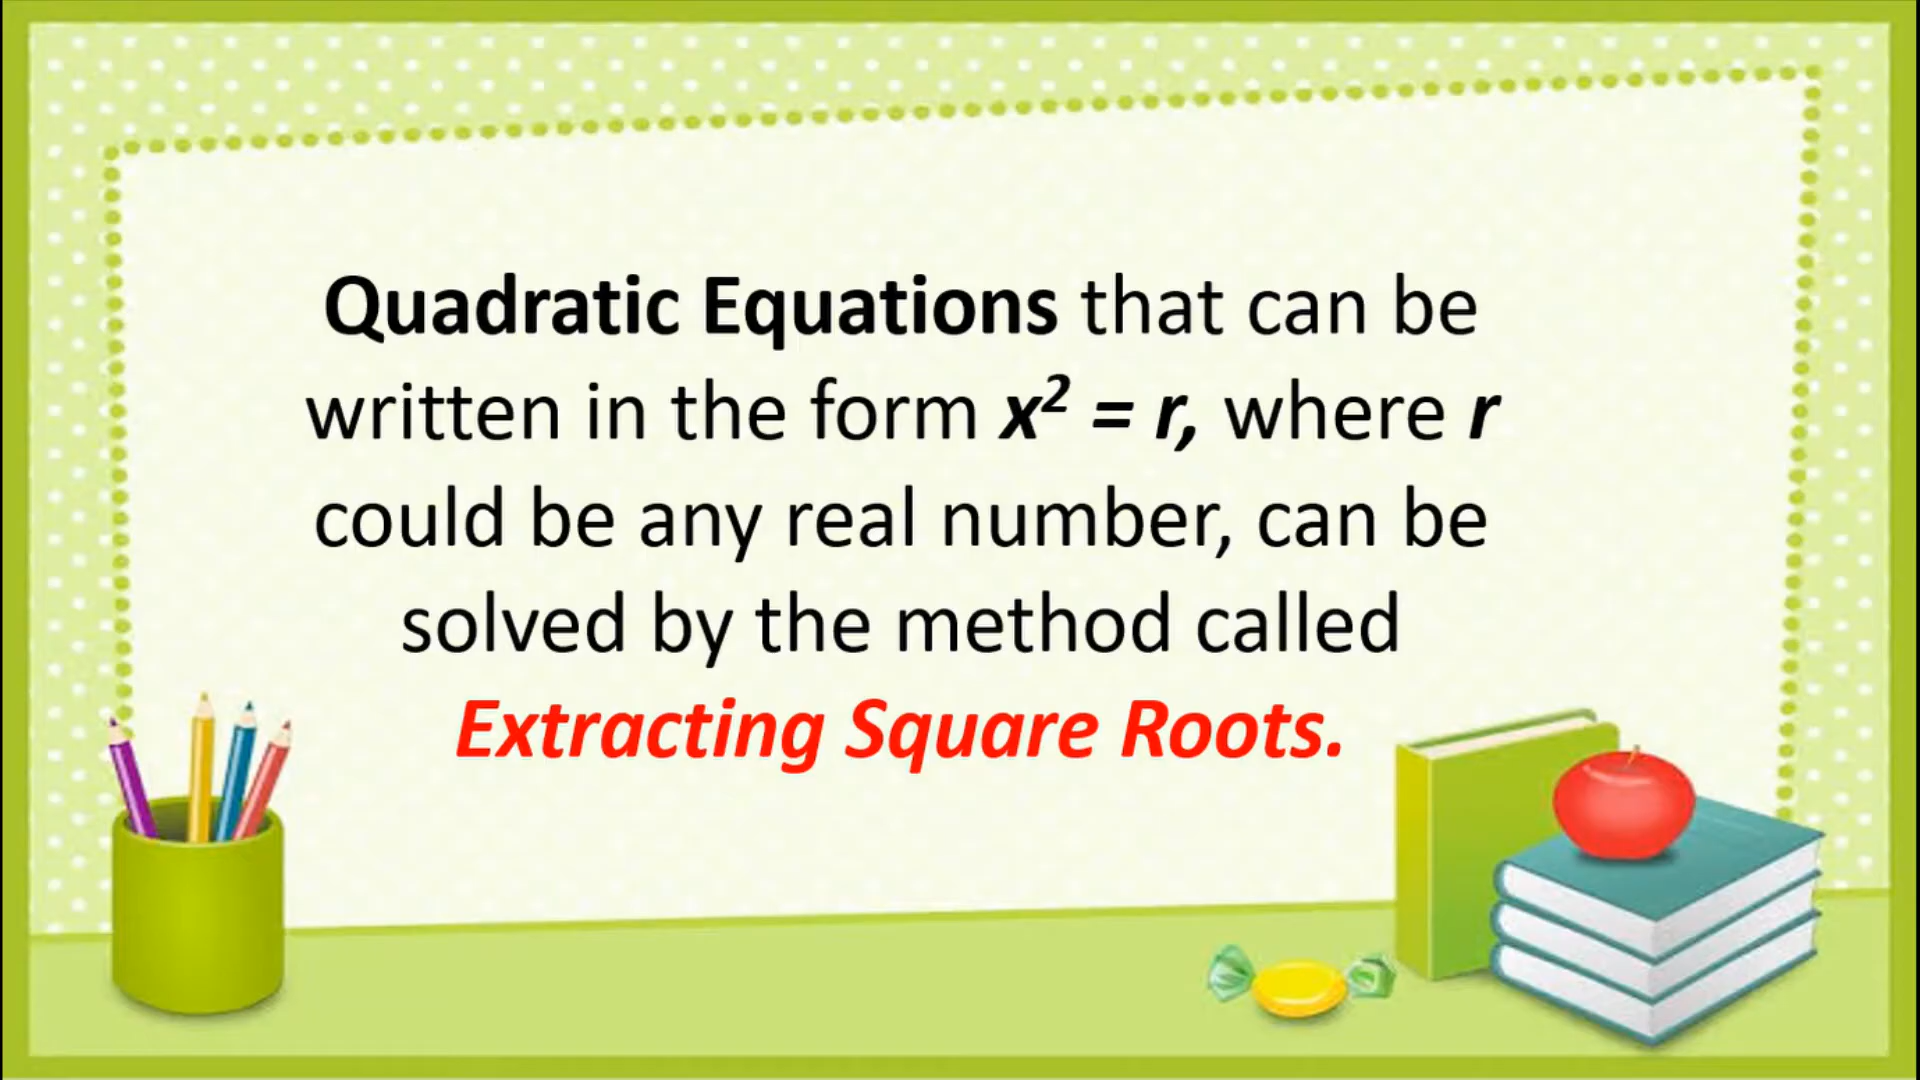 Quadratic Equations that can be
written in the form x² = r, where r
could be any real number, can be
solved by the method called
Extracting Square Roots.